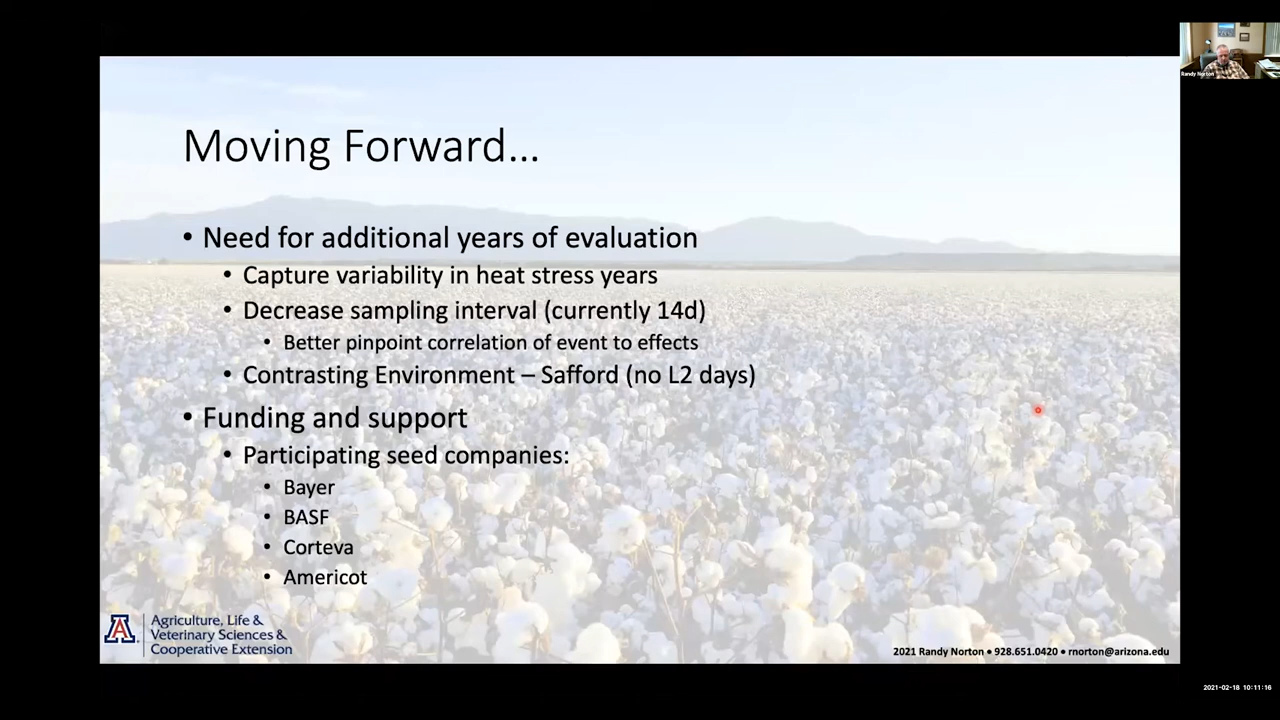 Randy Norton
Moving Forward...
• Need for additional years of evaluation
• Capture variability in heat stress years
• Decrease sampling interval (currently 14d)
• Better pinpoint correlation of event to effects
• Contrasting Environment – Safford (no L2 days)
• Funding and support
• Participating seed companies:
• Bayer
• BASF
• Corteva
• Americot
A
Agriculture, Life &
Veterinary Sciences &
Cooperative Extension
2021 Randy Norton • 928.651.0420 • rnorton@arizona.edu
2021-02-18 10:11:16